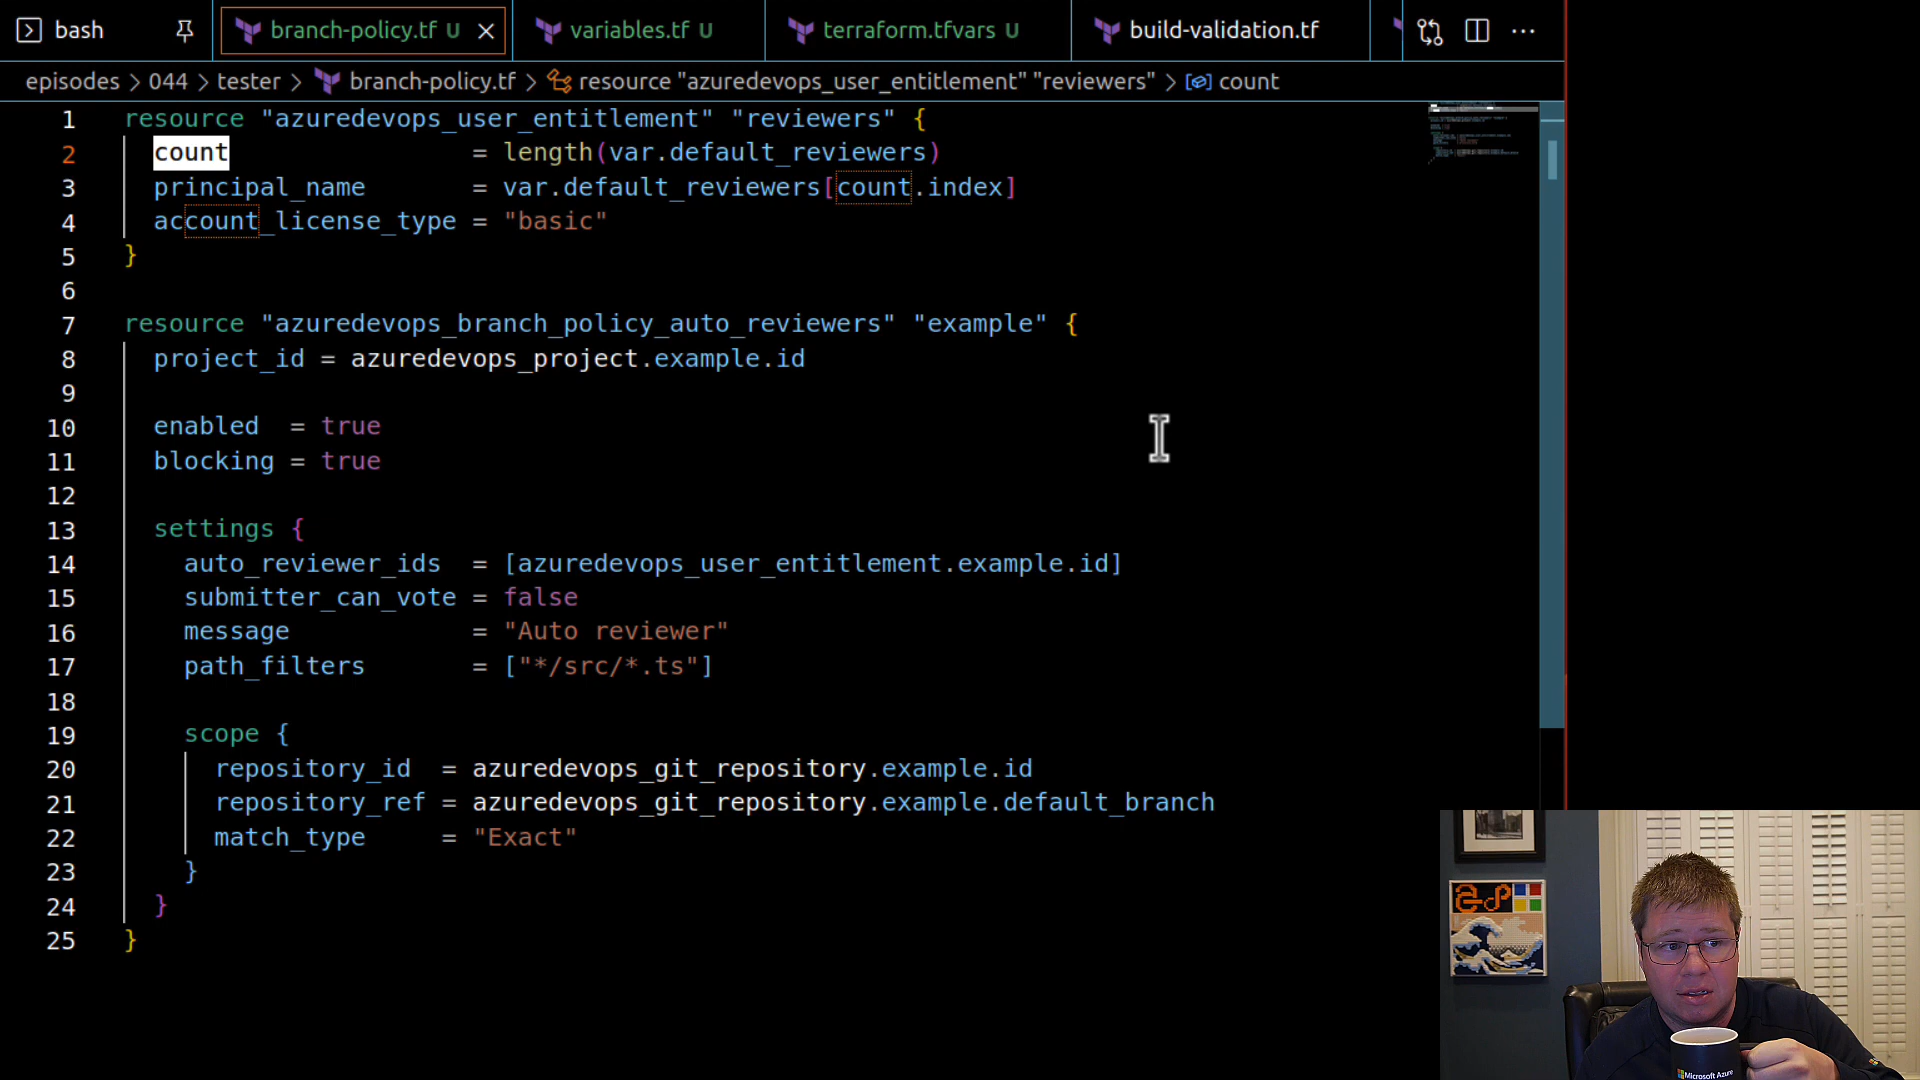 bash
branch-policy.tf U
variables.tf U
terraform.tfvars U
build-validation.tf
episodes > 044 > tester > branch-policy.tf > resource "azuredevops_user_entitlement" "reviewers" > count
1 resource "azuredevops_user_entitlement" "reviewers" {
2 count = length(var.default_reviewers)
3 principal_name = var.default_reviewers[count.index]
4 account_license_type = "basic"
5 }
6
7 resource "azuredevops_branch_policy_auto_reviewers" "example" {
8 project_id = azuredevops_project.example.id
9
10 enabled = true
11 blocking = true
12
13 settings {
14 auto_reviewer_ids = [azuredevops_user_entitlement.example.id]
15 submitter_can_vote = false
16 message = "Auto reviewer"
17 path_filters = ["*/src/*.ts"]
18
19 scope {
20 repository_id = azuredevops_git_repository.example.id
21 repository_ref = azuredevops_git_repository.example.default_branch
22 match_type = "Exact"
23 }
24 }
25 }
Microsoft Azure